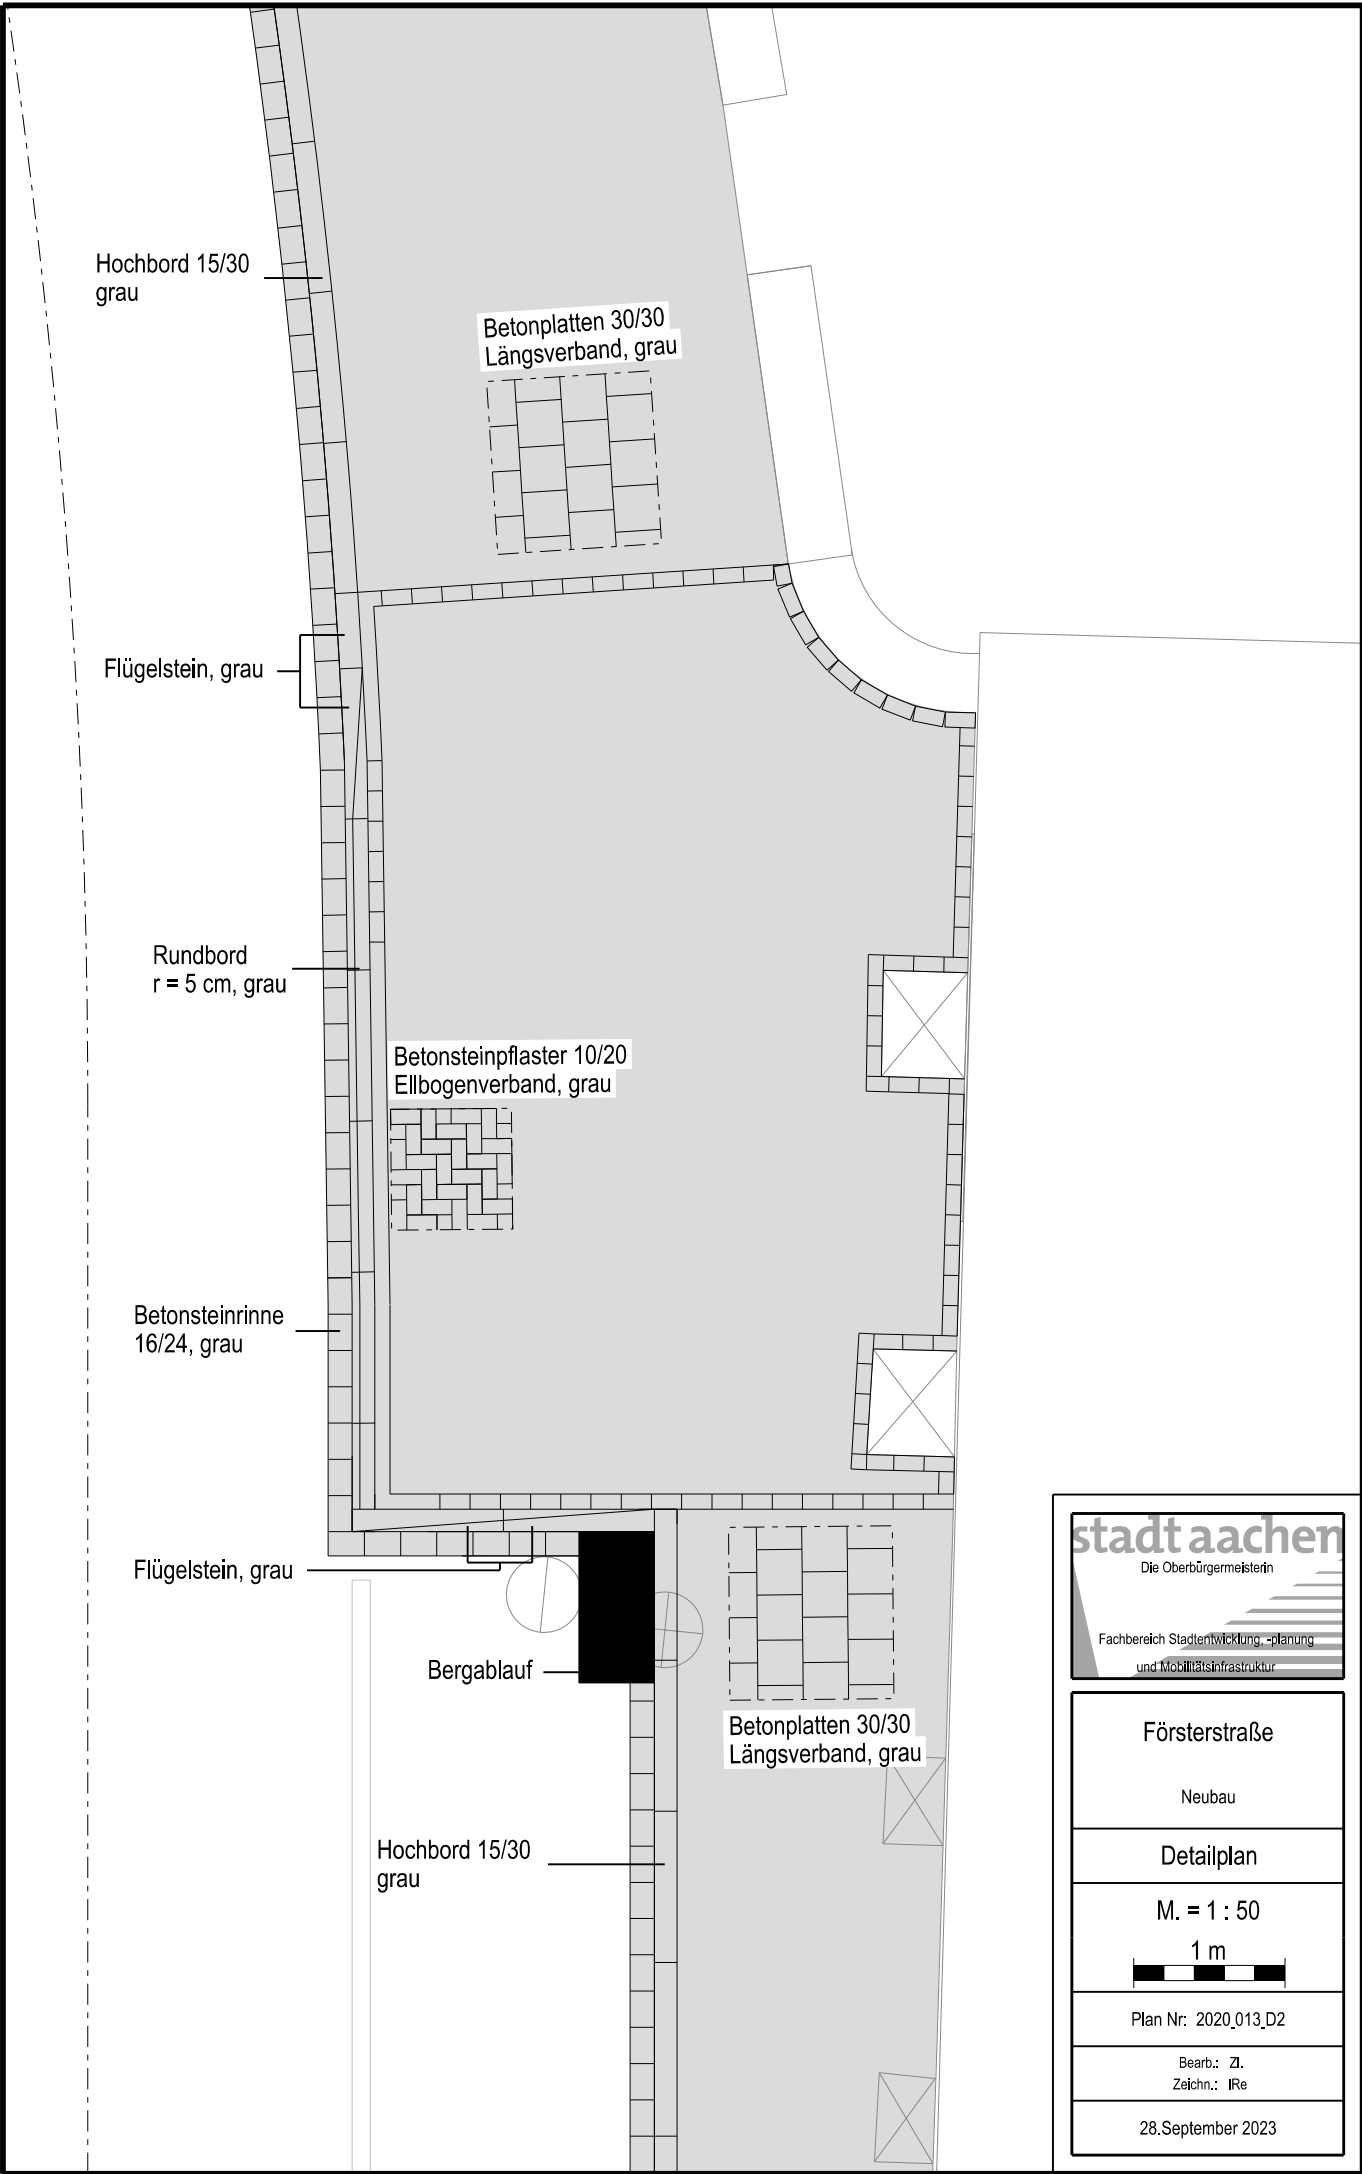 Hochbord 15/30
grau
Betonplatten 30/30
Längsverband, grau
Flügelstein, grau
Rundbord
r = 5 cm, grau
Betonsteinpflaster 10/20
Ellbogenverband, grau
Betonsteinrinne
16/24, grau
Flügelstein, grau
Bergablauf
Betonplatten 30/30
Längsverband, grau
Hochbord 15/30
grau
stadt aachen
Die Oberbürgermeisterin
Fachbereich Stadtentwicklung, -planung
und Mobilitätsinfrastruktur
Försterstraße
Neubau
Detailplan
M. = 1 : 50
1 m
Plan Nr: 2020_013_D2
Bearb.: Zl.
Zeichn.: IRe
28.September 2023